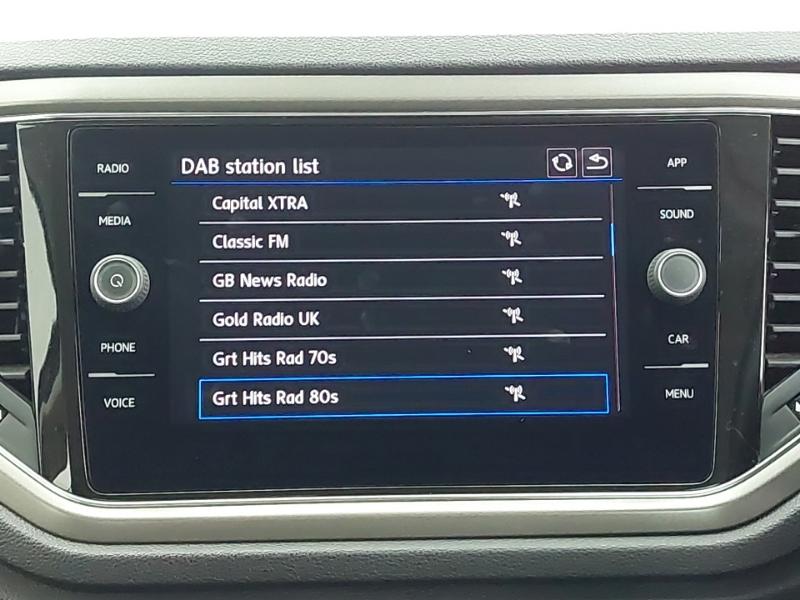 RADIO
MEDIA
PHONE
VOICE
DAB station list
Capital XTRA
Classic FM
GB News Radio
Gold Radio UK
Grt Hits Rad 70s
Grt Hits Rad 80s
APP
SOUND
CAR
MENU